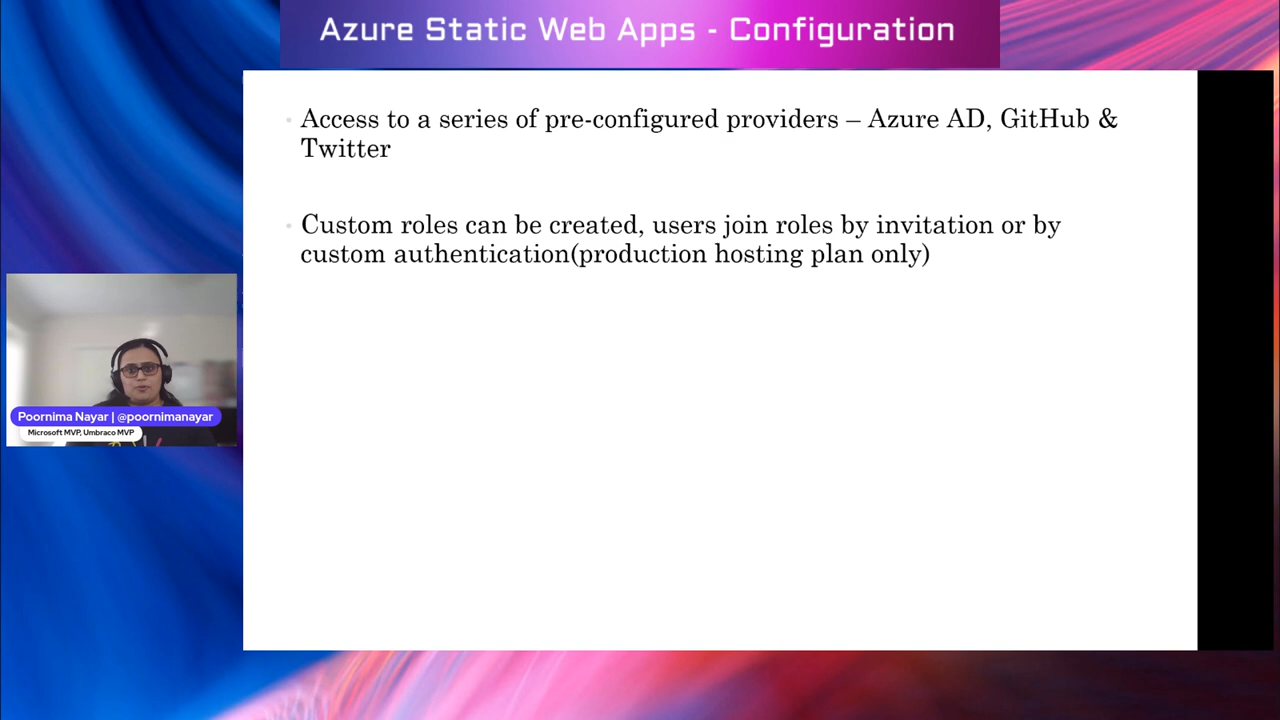 Azure Static Web Apps - Configuration
Access to a series of pre-configured providers – Azure AD, GitHub &
Twitter
Custom roles can be created, users join roles by invitation or by
custom authentication(production hosting plan only)
Poornima Nayar | @poornimanayar
Microsoft MVP, Umbraco MVP